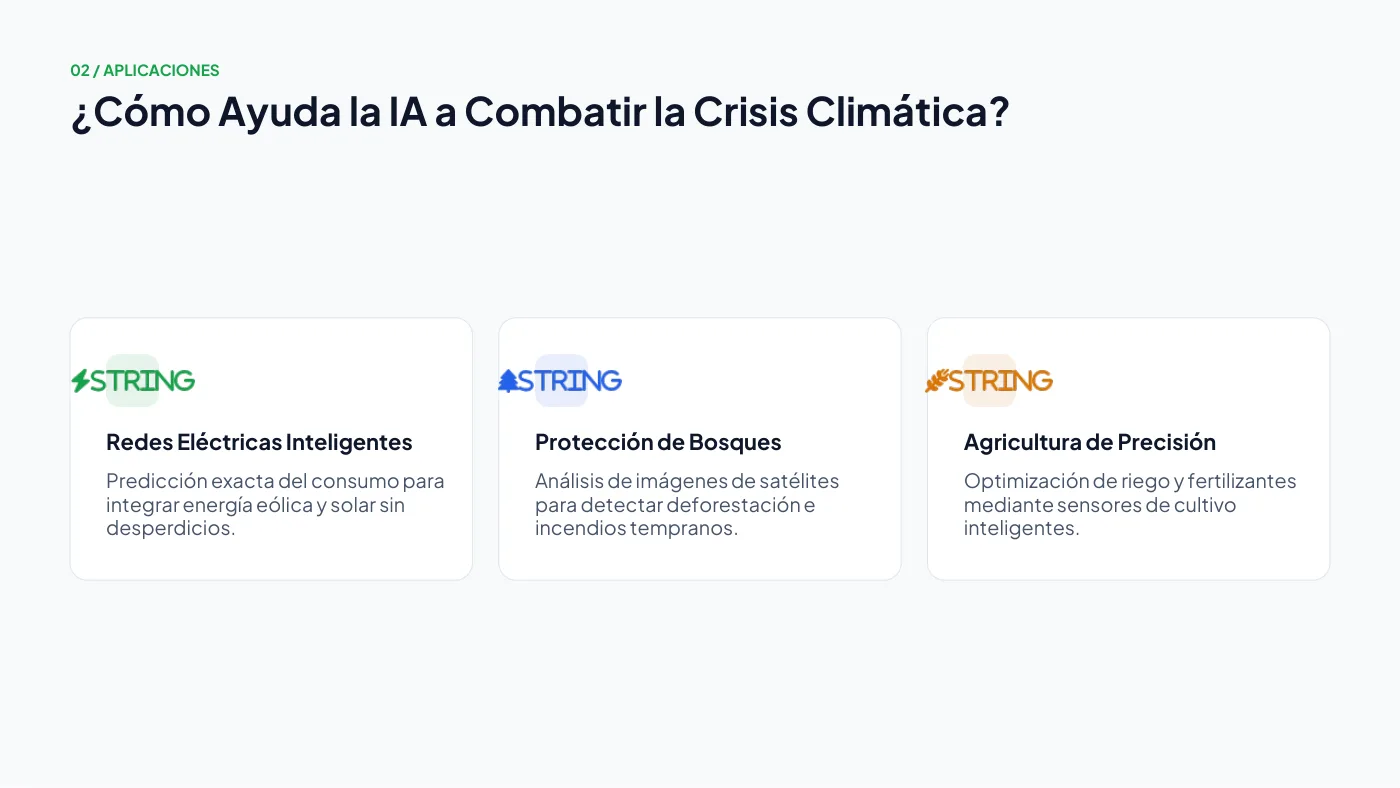 02 / APLICACIONES
¿Cómo Ayuda la IA a Combatir la Crisis Climática?
STRING
Redes Eléctricas Inteligentes
Predicción exacta del consumo para
integrar energía eólica y solar sin
desperdicios.
STRING
Protección de Bosques
Análisis de imágenes de satélites
para detectar deforestación e
incendios tempranos.
STRING
Agricultura de Precisión
Optimización de riego y fertilizantes
mediante sensores de cultivo
inteligentes.